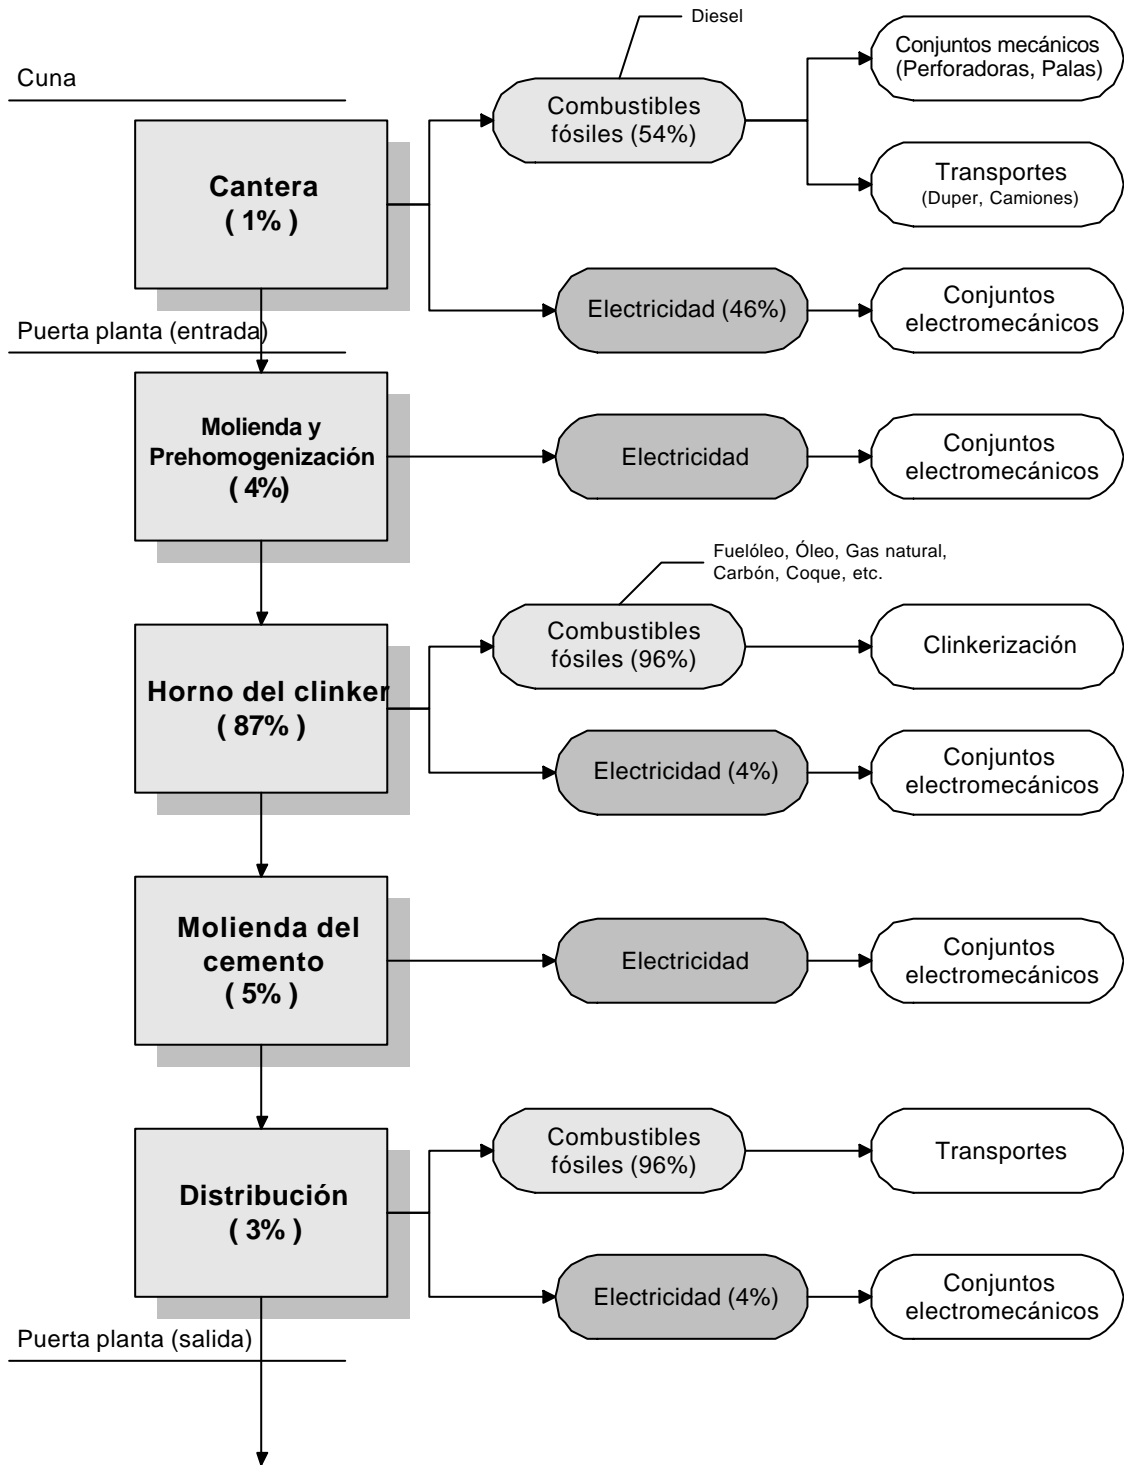 Diesel
Cuna
Combustibles
fósiles (54%)
Conjuntos mecánicos
(Perforadoras, Palas)
Cantera
( 1% )
Transportes
(Duper, Camiones)
Electricidad (46%)
Conjuntos
electromecánicos
Puerta planta (entrada)
Molienda y
Prehomogenización
( 4%)
Electricidad
Conjuntos
electromecánicos
Fuelóleo, Óleo, Gas natural,
Carbón, Coque, etc.
Combustibles
fósiles (96%)
Clinkerización
Horno del clinker
( 87% )
Electricidad (4%)
Conjuntos
electromecánicos
Molienda del
cemento
( 5% )
Electricidad
Conjuntos
electromecánicos
Combustibles
fósiles (96%)
Transportes
Distribución
( 3% )
Electricidad (4%)
Conjuntos
electromecánicos
Puerta planta (salida)